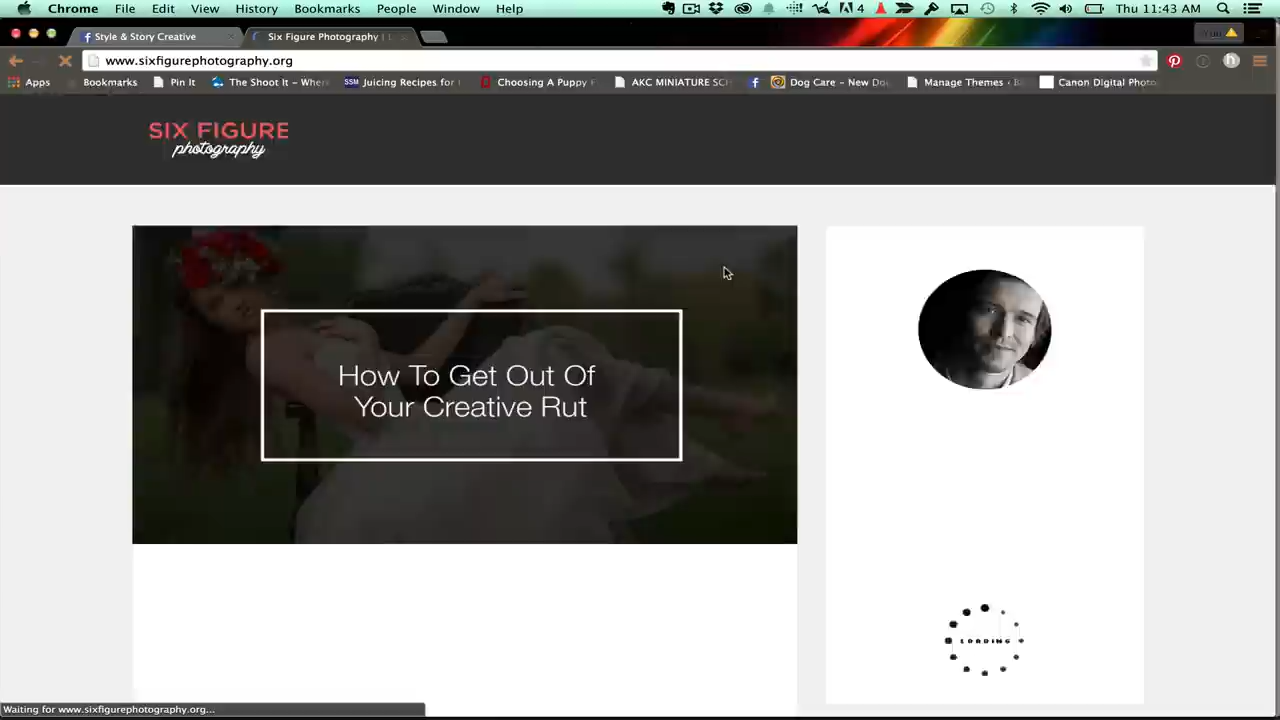 Chrome File Edit View History Bookmarks People Window Help 4 Thu 11:43 AM
Style & Story Creative Six Figure Photography | You
www.sixfigurephotography.org
Apps Bookmarks Pin It The Shoot It – Wher Juicing Recipes for Choosing A Puppy AKC MINIATURE SCH Dog Care – New Dog Manage Themes ‹ B Canon Digital Photo
SIX FIGURE
photography
How To Get Out Of
Your Creative Rut
LOADING
Waiting for www.sixfigurephotography.org...